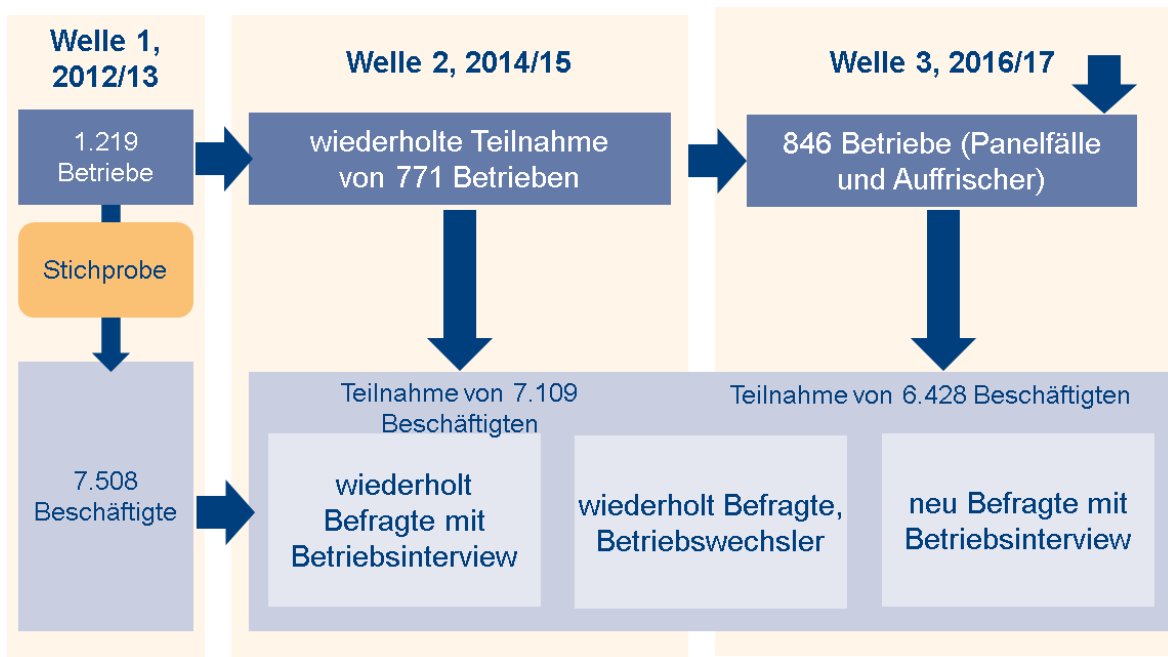 Welle 1,
2012/13
Welle 2, 2014/15
Welle 3, 2016/17
1.219
Betriebe
wiederholte Teilnahme
von 771 Betrieben
846 Betriebe (Panelfälle
und Auffrischer)
Stichprobe
7.508
Beschäftigte
Teilnahme von 7.109
Beschäftigten
Teilnahme von 6.428 Beschäftigten
wiederholt
Befragte mit
Betriebsinterview
wiederholt Befragte,
Betriebswechsler
neu Befragte mit
Betriebsinterview